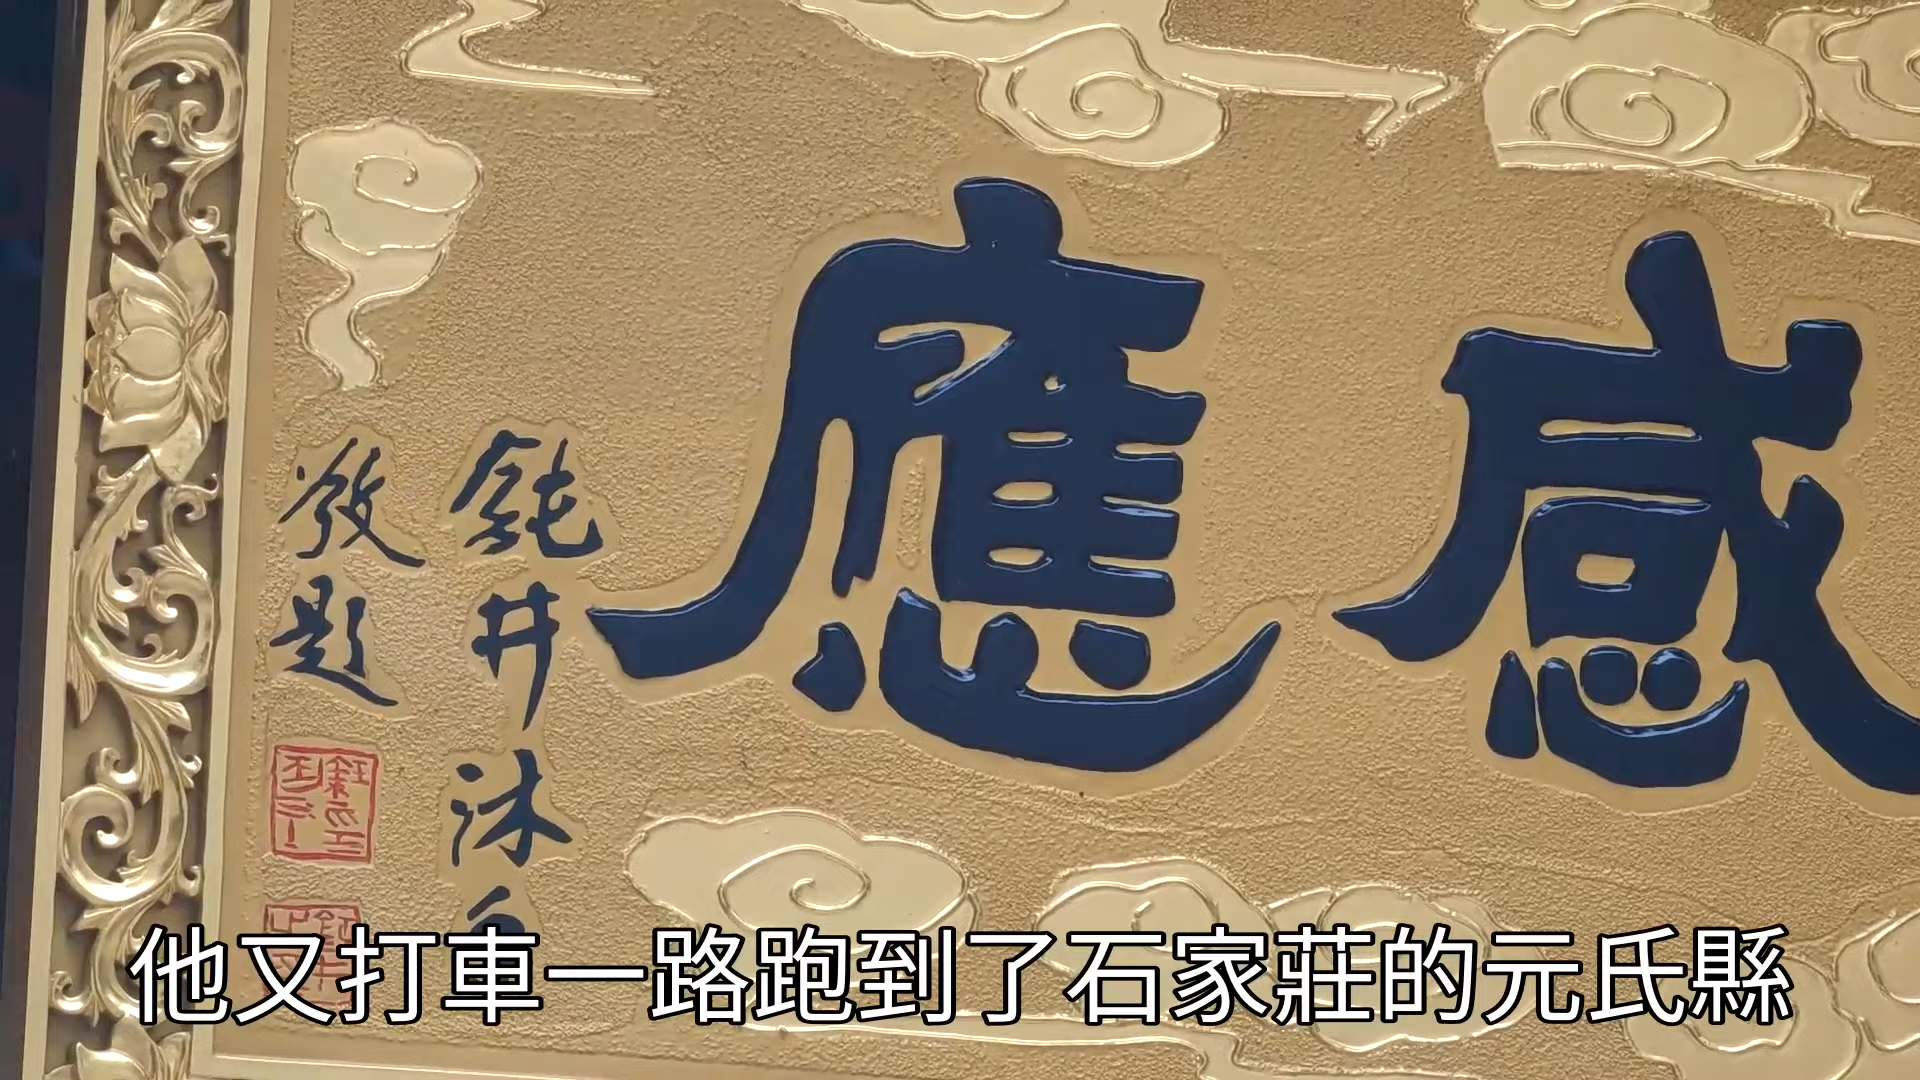 感應
鈍井沐
敬題
他又打車一路跑到了石家莊的元氏縣